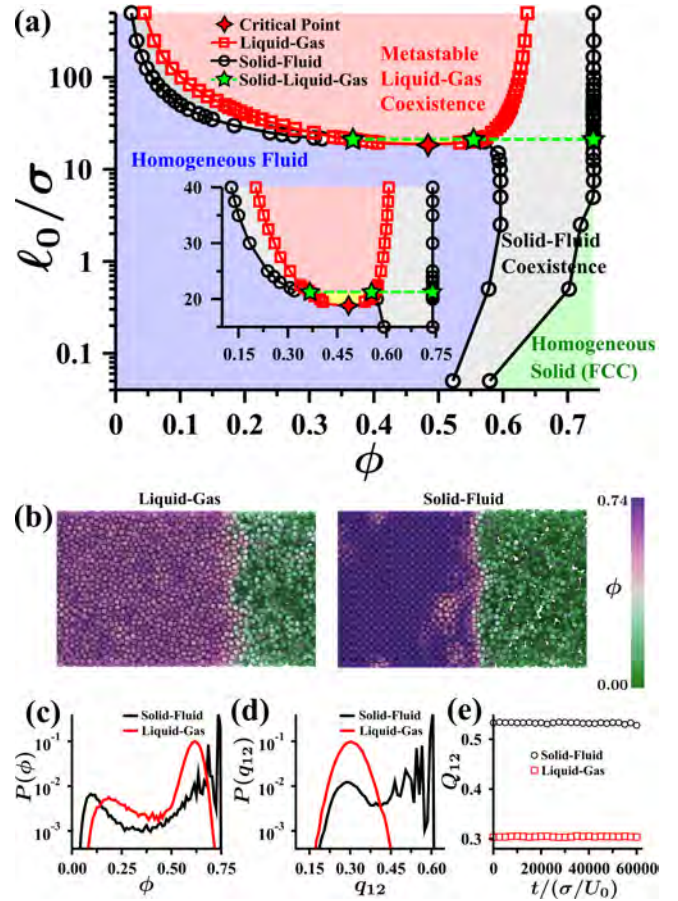 (a)
Critical Point
Liquid-Gas
Solid-Fluid
Solid-Liquid-Gas
Metastable
Liquid-Gas
Coexistence
Homogeneous Fluid
Solid-Fluid
Coexistence
Homogeneous
Solid (FCC)
ℓ₀/σ
100
10
1
0.1
40
30
20
0.15 0.30 0.45 0.60 0.75
0 0.1 0.2 0.3 0.4 0.5 0.6 0.7
ϕ
(b)
Liquid-Gas
Solid-Fluid
0.74
ϕ
0.00
(c)
Solid-Fluid
Liquid-Gas
P(ϕ)
10⁻¹
10⁻²
10⁻³
0.00 0.25 0.50 0.75
ϕ
(d)
Solid-Fluid
Liquid-Gas
P(q₁₂)
10⁻¹
10⁻²
10⁻³
0.15 0.30 0.45 0.60
q₁₂
(e)
Solid-Fluid
Liquid-Gas
Q₁₂
0.5
0.4
0.3
0 20000 40000 60000
t/(σ/U₀)